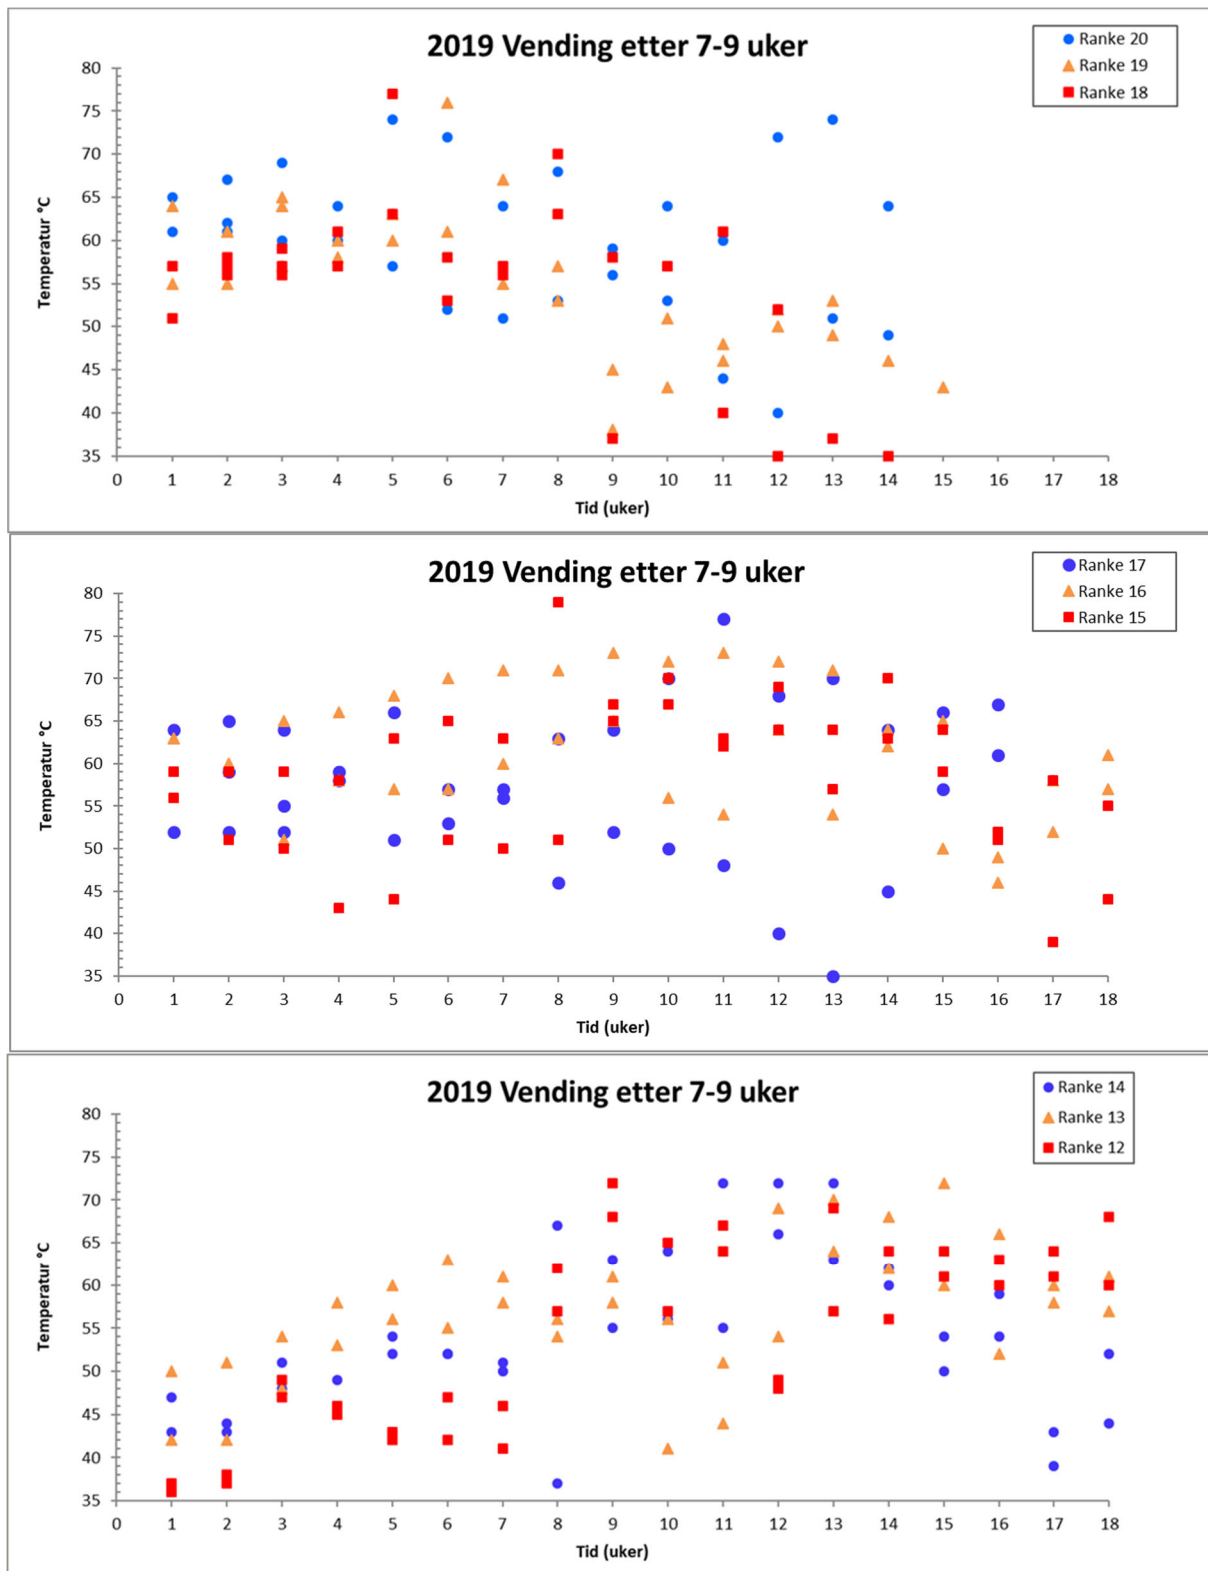 2019 Vending etter 7-9 uker
Ranke 20
Ranke 19
Ranke 18
80
75
70
65
60
55
50
45
40
35
Temperatur °C
0 1 2 3 4 5 6 7 8 9 10 11 12 13 14 15 16 17 18
Tid (uker)
2019 Vending etter 7-9 uker
Ranke 17
Ranke 16
Ranke 15
80
75
70
65
60
55
50
45
40
35
Temperatur °C
0 1 2 3 4 5 6 7 8 9 10 11 12 13 14 15 16 17 18
Tid (uker)
2019 Vending etter 7-9 uker
Ranke 14
Ranke 13
Ranke 12
80
75
70
65
60
55
50
45
40
35
Temperatur °C
0 1 2 3 4 5 6 7 8 9 10 11 12 13 14 15 16 17 18
Tid (uker)